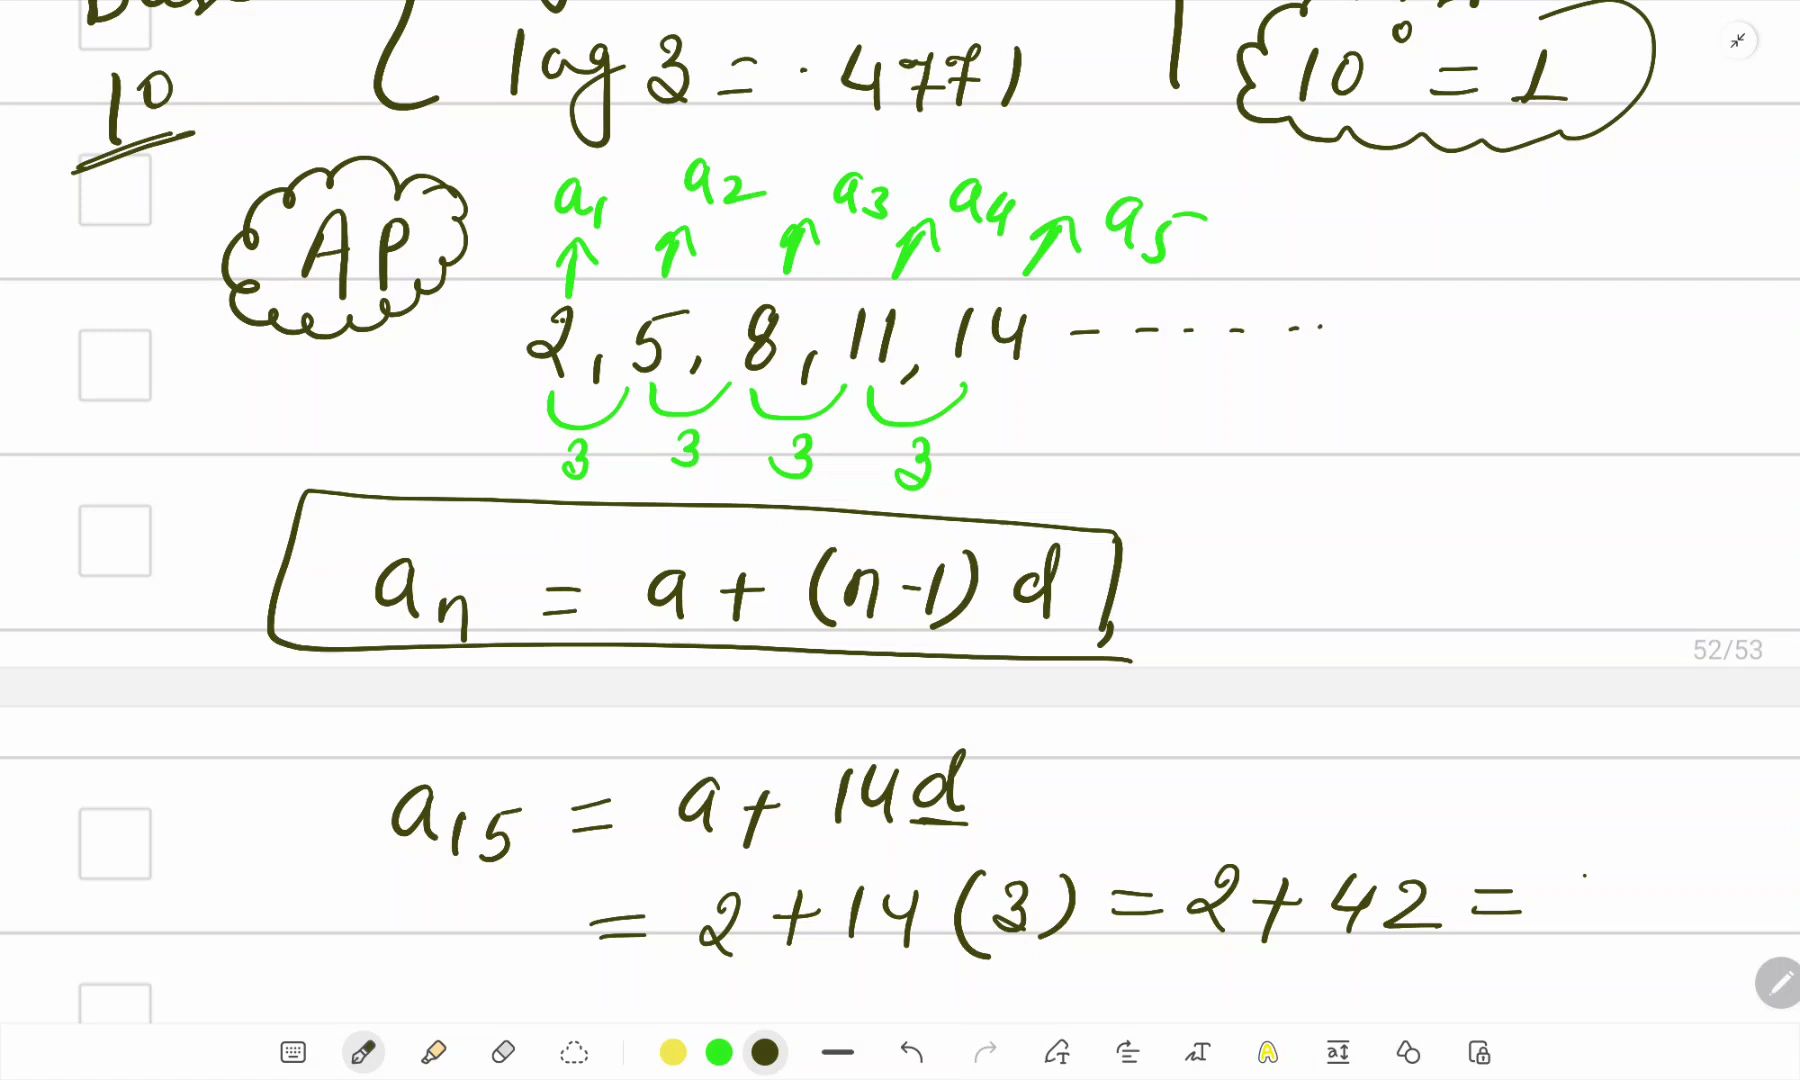 log 3 = .4771
10° = 1
10
a1 a2 a3 a4 a5
AP
2, 5, 8, 11, 14 - - - - - -
3 3 3 3
an = a + (n-1) d,
52/53
a15 = a + 14d
= 2 + 14 (3) = 2 + 42 =